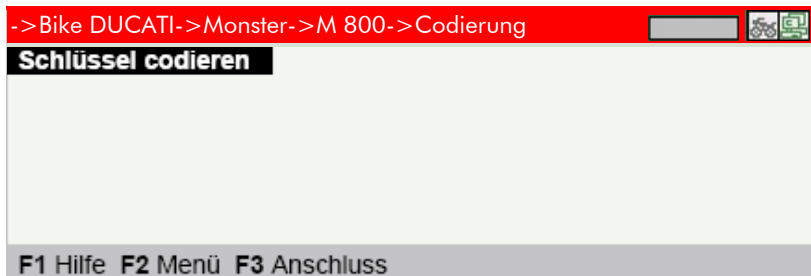 ->Bike DUCATI->Monster->M 800->Codierung
Schlüssel codieren
F1 Hilfe F2 Menü F3 Anschluss